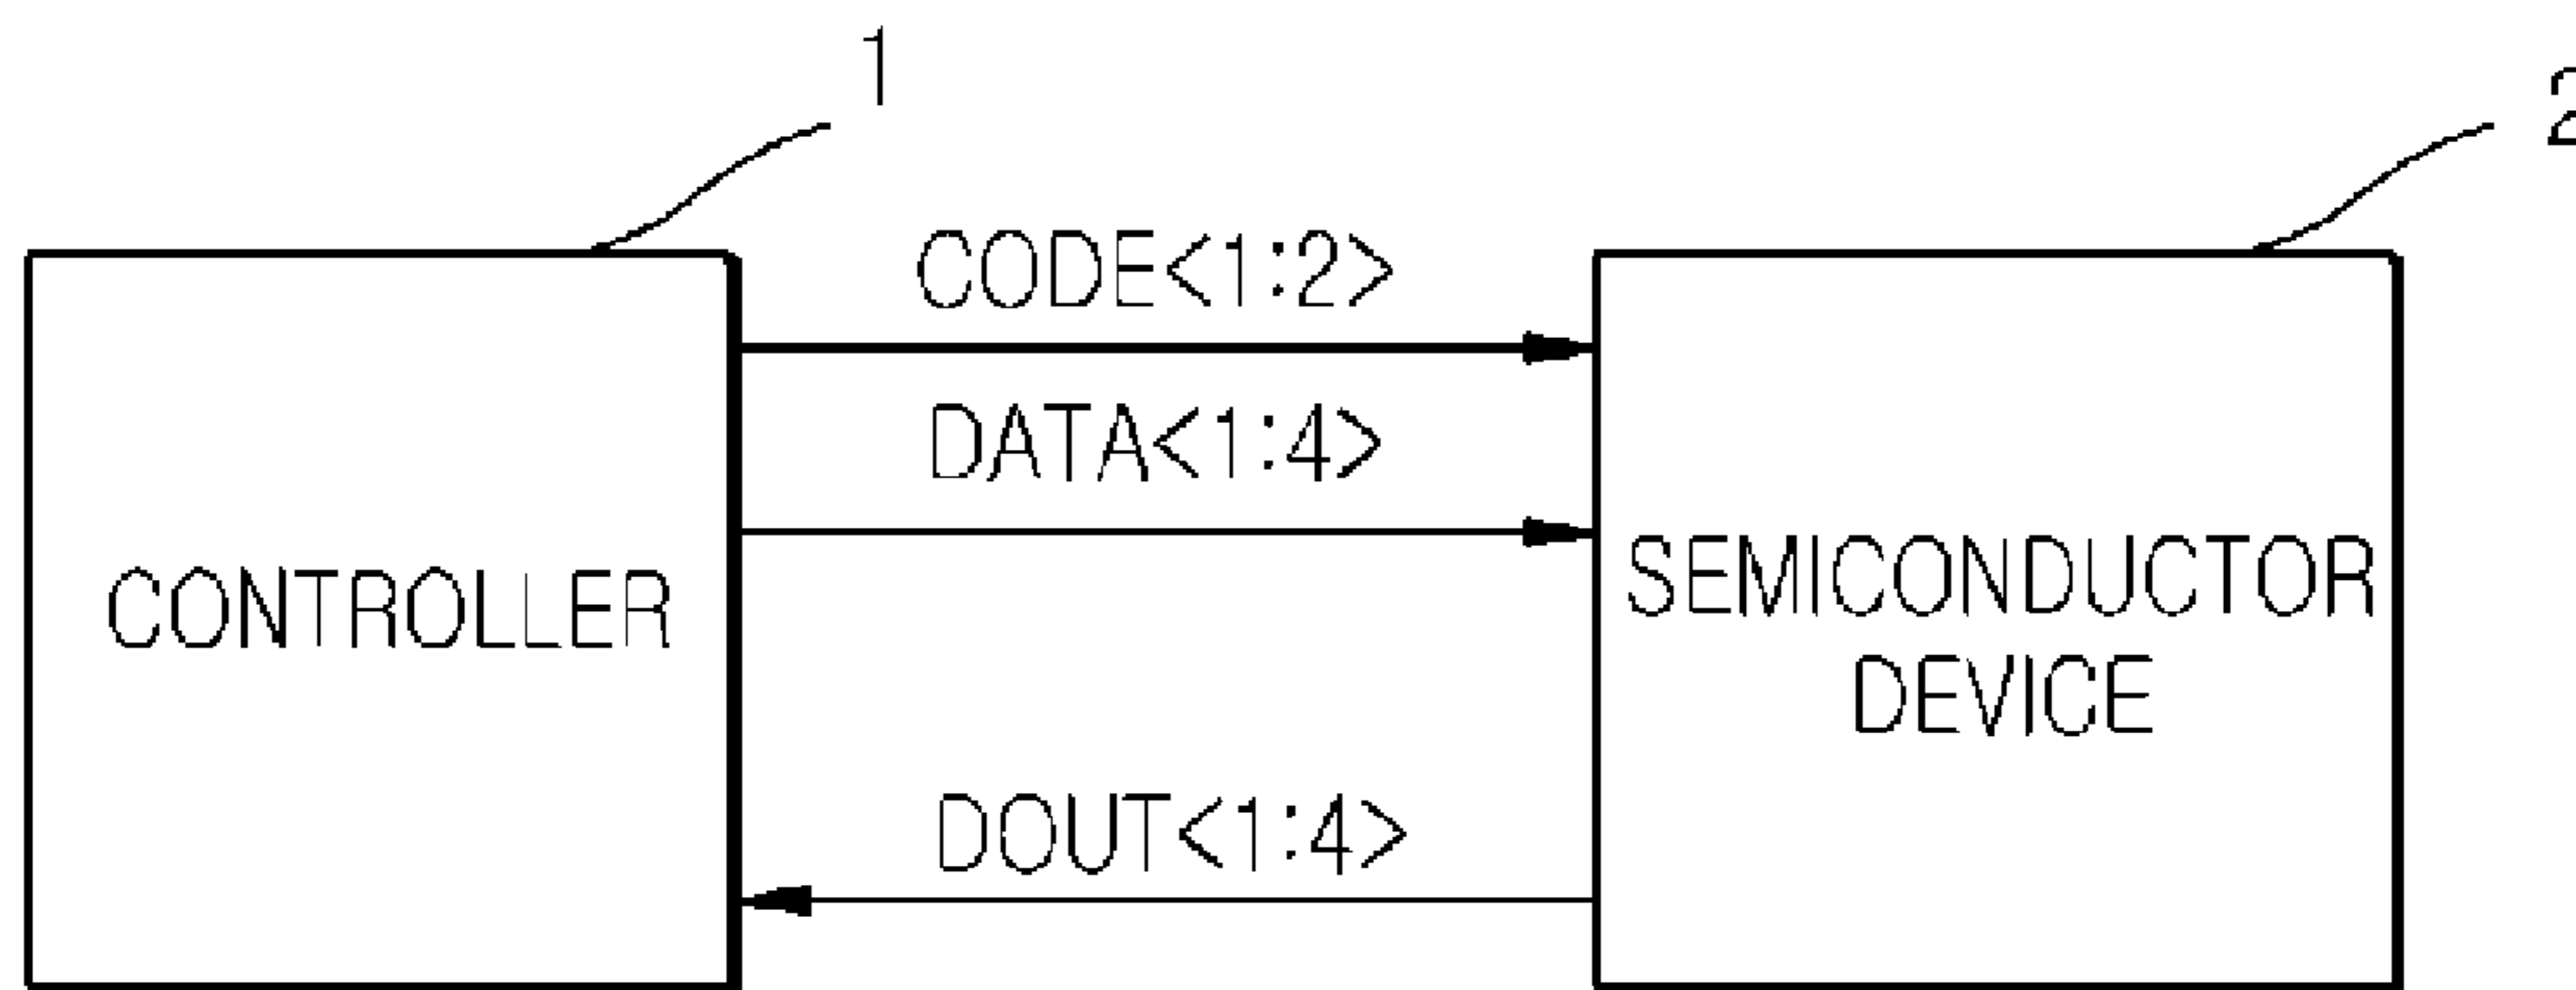 1
2
CODE<1:2>
DATA<1:4>
CONTROLLER
SEMICONDUCTOR
DEVICE
DOUT<1:4>